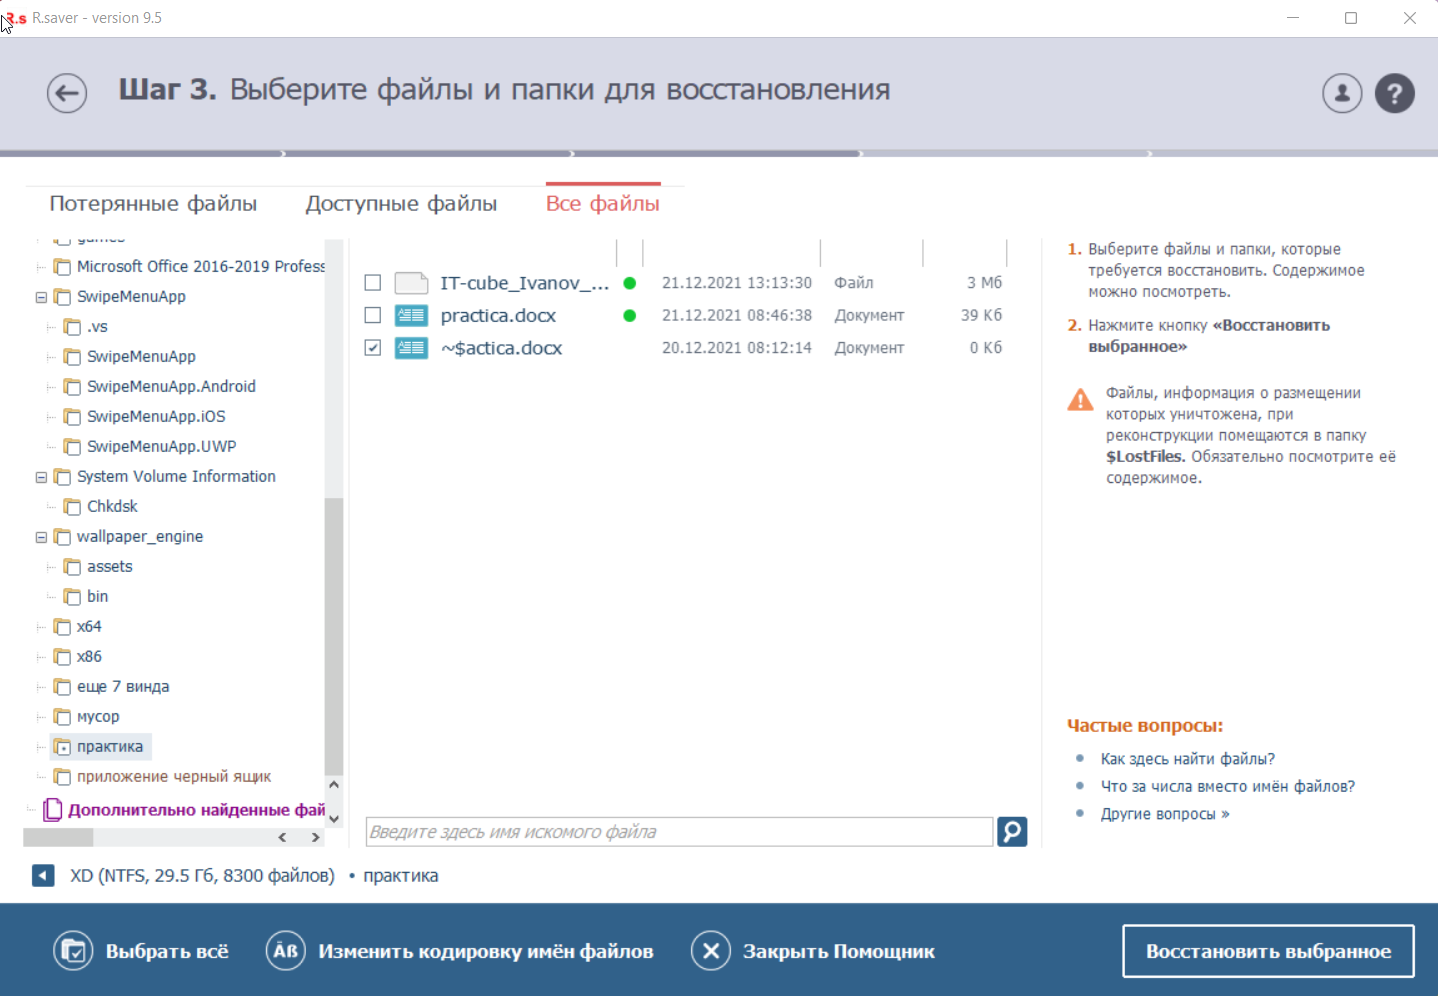 R.s R.saver - version 9.5
Шаг 3. Выберите файлы и папки для восстановления
?
Потерянные файлы Доступные файлы Все файлы
games
Microsoft Office 2016-2019 Profess
SwipeMenuApp
.vs
SwipeMenuApp
SwipeMenuApp.Android
SwipeMenuApp.iOS
SwipeMenuApp.UWP
System Volume Information
Chkdsk
wallpaper_engine
assets
bin
x64
x86
еще 7 винда
мусор
практика
приложение черный ящик
Дополнительно найденные фай
IT-cube_Ivanov_... 21.12.2021 13:13:30 Файл 3 Мб
practica.docx 21.12.2021 08:46:38 Документ 39 Кб
~$actica.docx 20.12.2021 08:12:14 Документ 0 Кб
Введите здесь имя искомого файла
1. Выберите файлы и папки, которые
требуется восстановить. Содержимое
можно посмотреть.
2. Нажмите кнопку «Восстановить
выбранное»
Файлы, информация о размещении
которых уничтожена, при
реконструкции помещаются в папку
$LostFiles. Обязательно посмотрите её
содержимое.
Частые вопросы:
Как здесь найти файлы?
Что за числа вместо имён файлов?
Другие вопросы »
XD (NTFS, 29.5 Гб, 8300 файлов) • практика
Выбрать всё Äß Изменить кодировку имён файлов Закрыть Помощник Восстановить выбранное